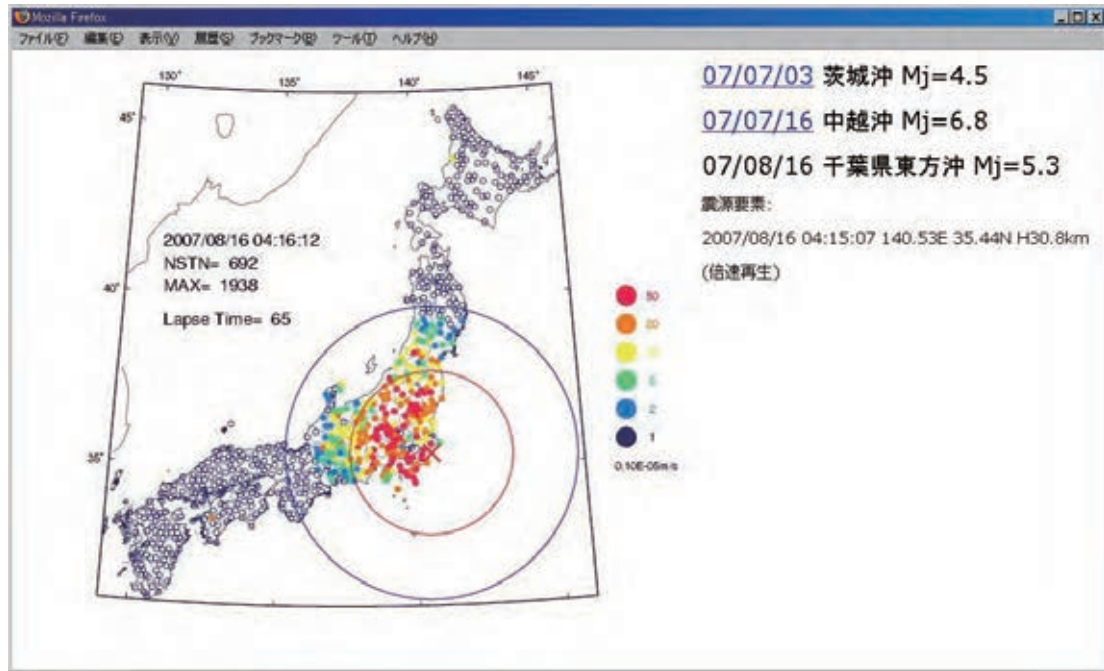 Mozilla Firefox
ファイル(F) 編集(E) 表示(V) 履歴(S) ブックマーク(B) ツール(T) ヘルプ(H)
130° 135° 140° 145°
45°
40°
35°
2007/08/16 04:16:12
NSTN= 692
MAX= 1938
Lapse Time= 65
5
2
1
0.10E-05m/s
07/07/03 茨城沖 Mj=4.5
07/07/16 中越沖 Mj=6.8
07/08/16 千葉県東方沖 Mj=5.3
震源要素:
2007/08/16 04:15:07 140.53E 35.44N H30.8km
(倍速再生)